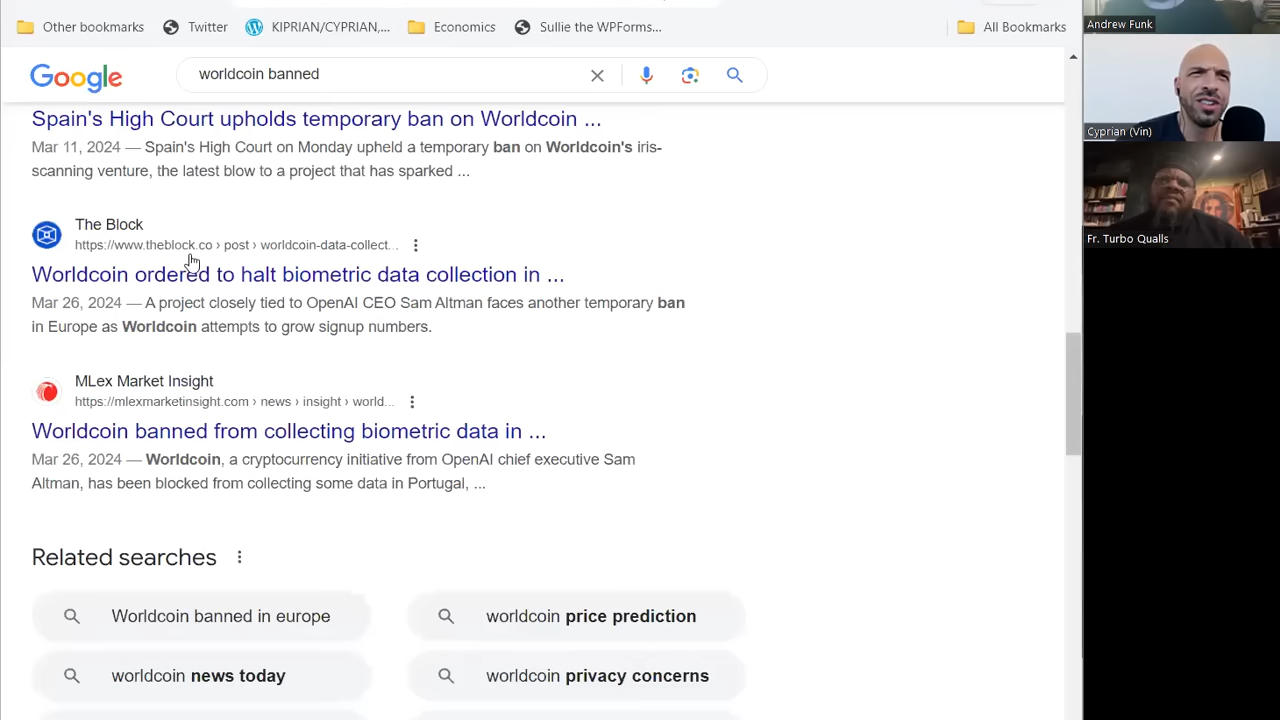 Other bookmarks Twitter KIPRIAN/CYPRIAN,... Economics Sullie the WPForms... All Bookmarks
Andrew Funk
Google worldcoin banned
Cyprian (Vin)
Spain's High Court upholds temporary ban on Worldcoin ...
Mar 11, 2024 — Spain's High Court on Monday upheld a temporary ban on Worldcoin's iris-
scanning venture, the latest blow to a project that has sparked ...
Fr. Turbo Qualls
The Block
https://www.theblock.co › post › worldcoin-data-collect...
Worldcoin ordered to halt biometric data collection in ...
Mar 26, 2024 — A project closely tied to OpenAI CEO Sam Altman faces another temporary ban
in Europe as Worldcoin attempts to grow signup numbers.
MLex Market Insight
https://mlexmarketinsight.com › news › insight › world...
Worldcoin banned from collecting biometric data in ...
Mar 26, 2024 — Worldcoin, a cryptocurrency initiative from OpenAI chief executive Sam
Altman, has been blocked from collecting some data in Portugal, ...
Related searches
Worldcoin banned in europe
worldcoin price prediction
worldcoin news today
worldcoin privacy concerns